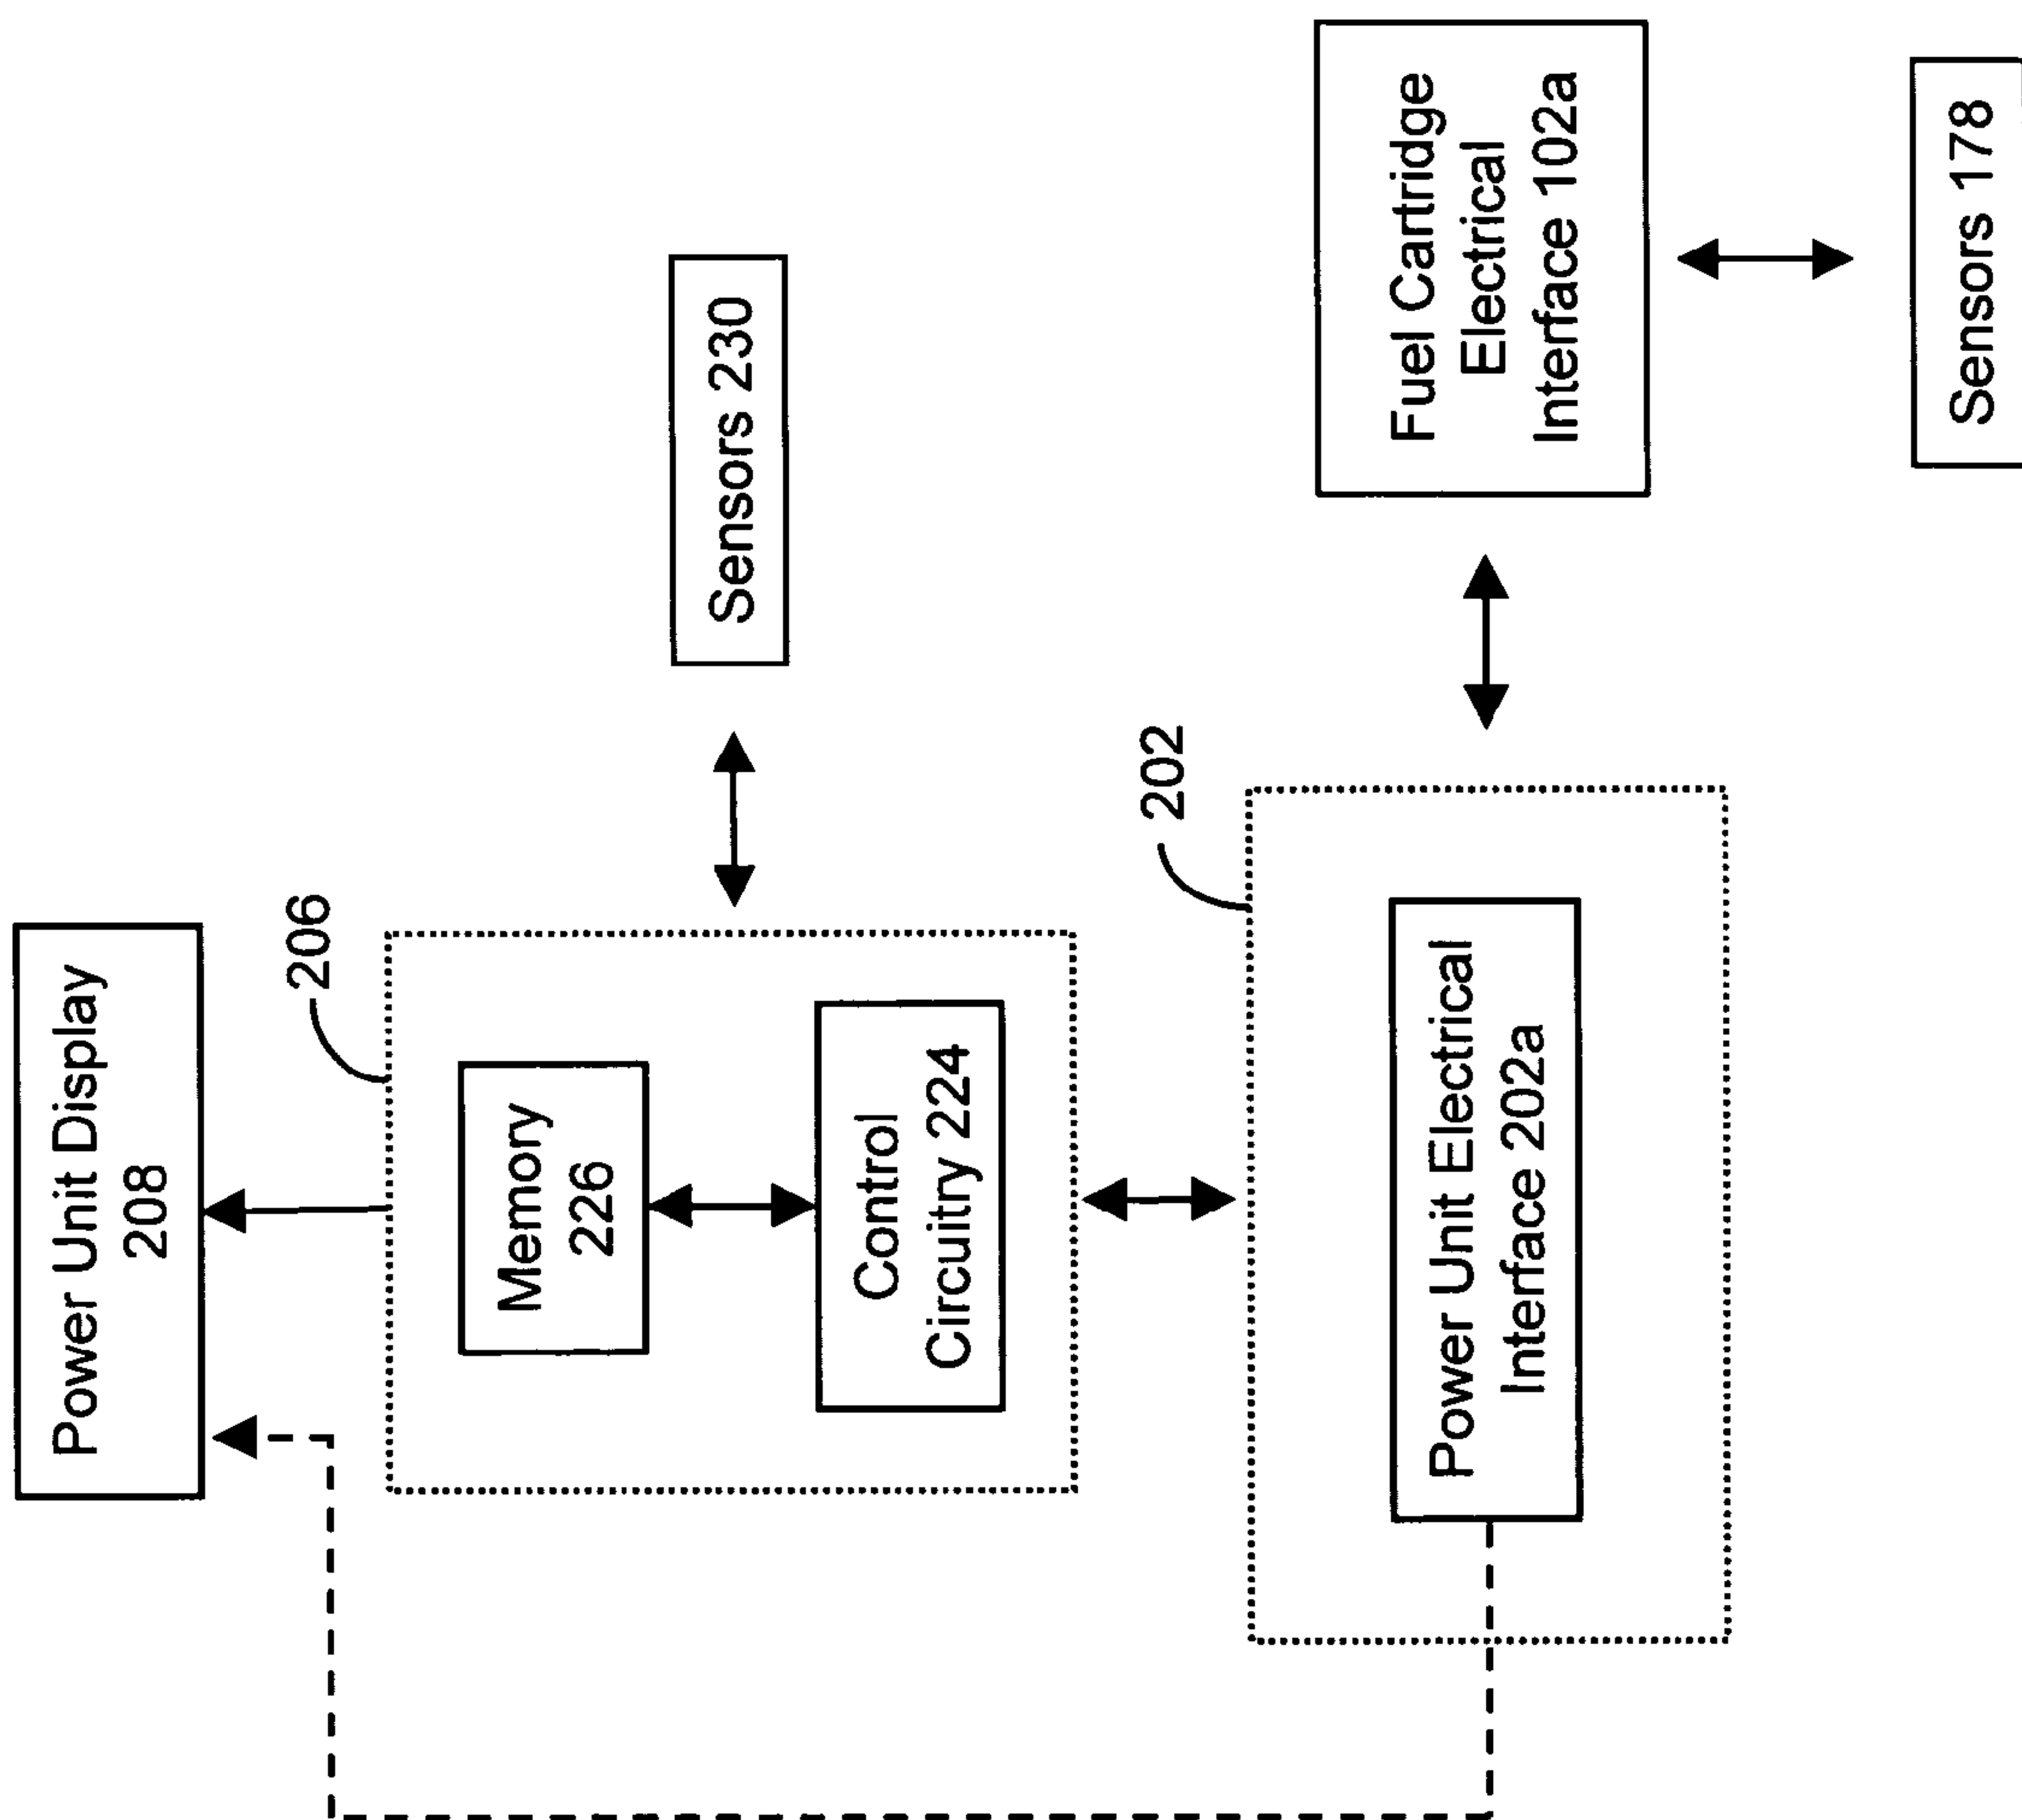 Power Unit Display
208
206
Memory
226
Control
Circuitry 224
Sensors 230
202
Power Unit Electrical
Interface 202a
Fuel Cartridge
Electrical
Interface 102a
Sensors 178